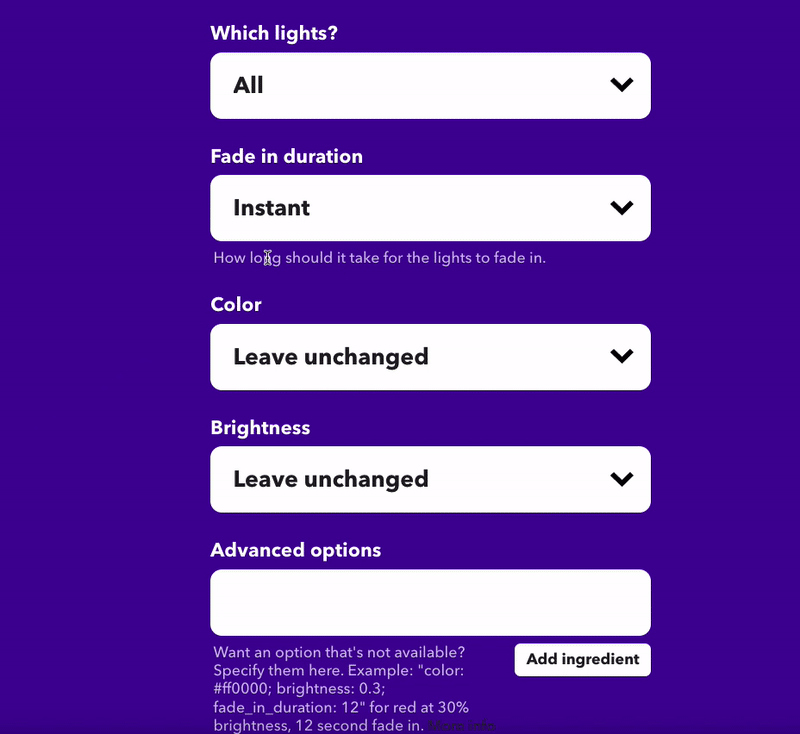 Which lights?
All
Fade in duration
Instant
How long should it take for the lights to fade in.
Color
Leave unchanged
Brightness
Leave unchanged
Advanced options
Want an option that's not available?
Specify them here. Example: "color:
#ff0000; brightness: 0.3;
fade_in_duration: 12" for red at 30%
brightness, 12 second fade in. More info
Add ingredient